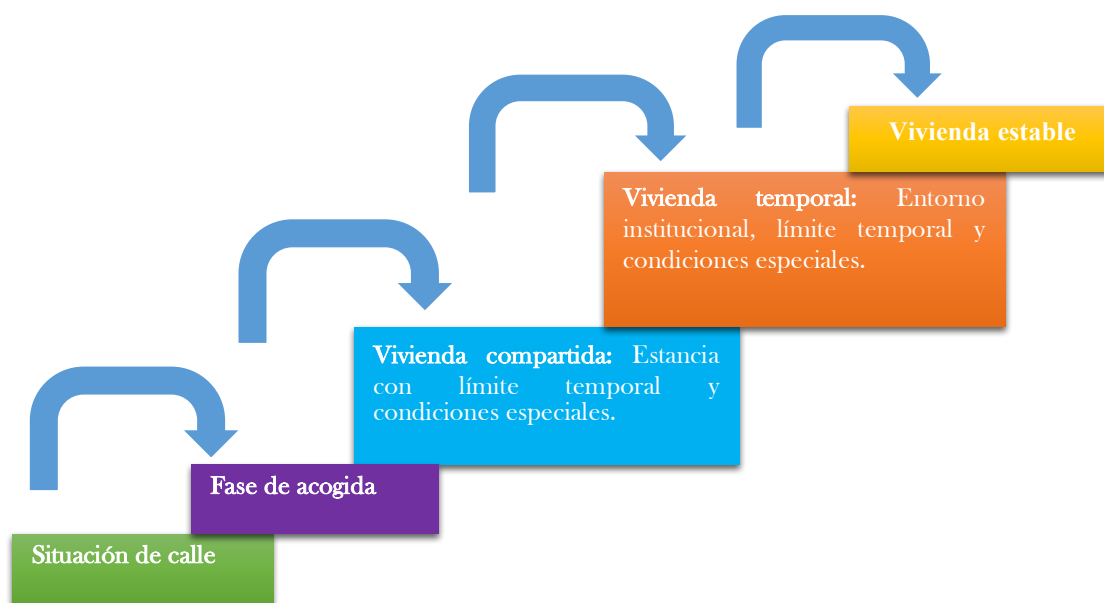 Vivienda estable
Vivienda temporal: Entorno
institucional, límite temporal y
condiciones especiales.
Vivienda compartida: Estancia
con límite temporal y
condiciones especiales.
Fase de acogida
Situación de calle